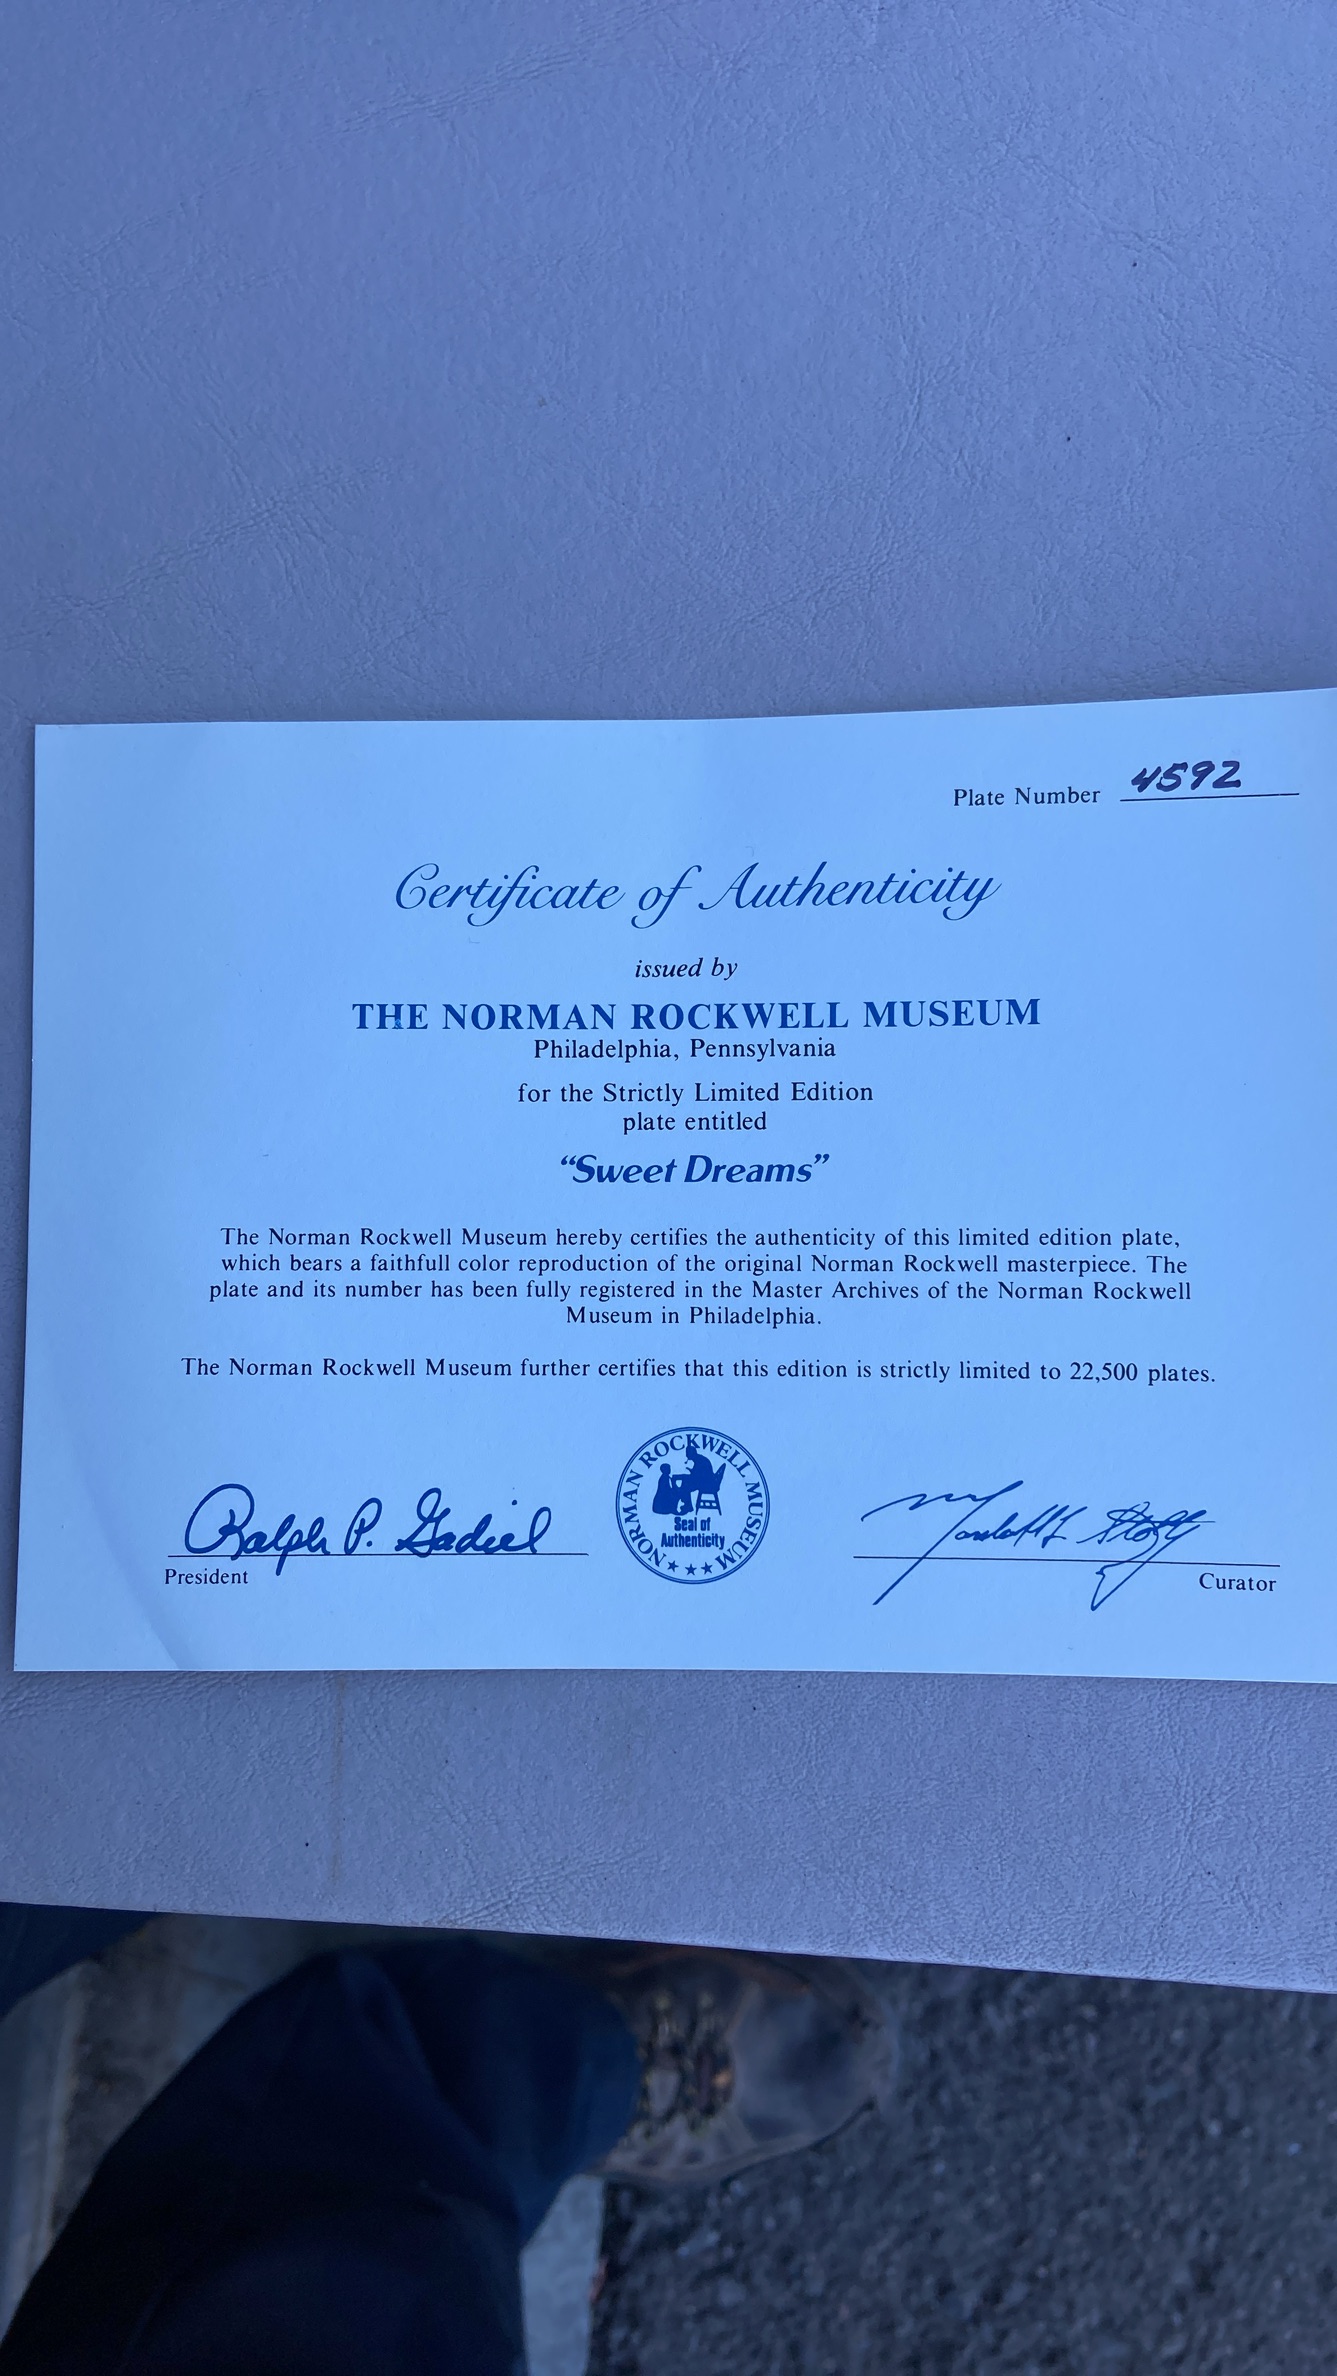 Plate Number 4592
Certificate of Authenticity
issued by
THE NORMAN ROCKWELL MUSEUM
Philadelphia, Pennsylvania
for the Strictly Limited Edition
plate entitled
“Sweet Dreams”
The Norman Rockwell Museum hereby certifies the authenticity of this limited edition plate,
which bears a faithfull color reproduction of the original Norman Rockwell masterpiece. The
plate and its number has been fully registered in the Master Archives of the Norman Rockwell
Museum in Philadelphia.
The Norman Rockwell Museum further certifies that this edition is strictly limited to 22,500 plates.
Ralph P. Gadiel
President
NORMAN ROCKWELL MUSEUM
Seal of
Authenticity
Curator